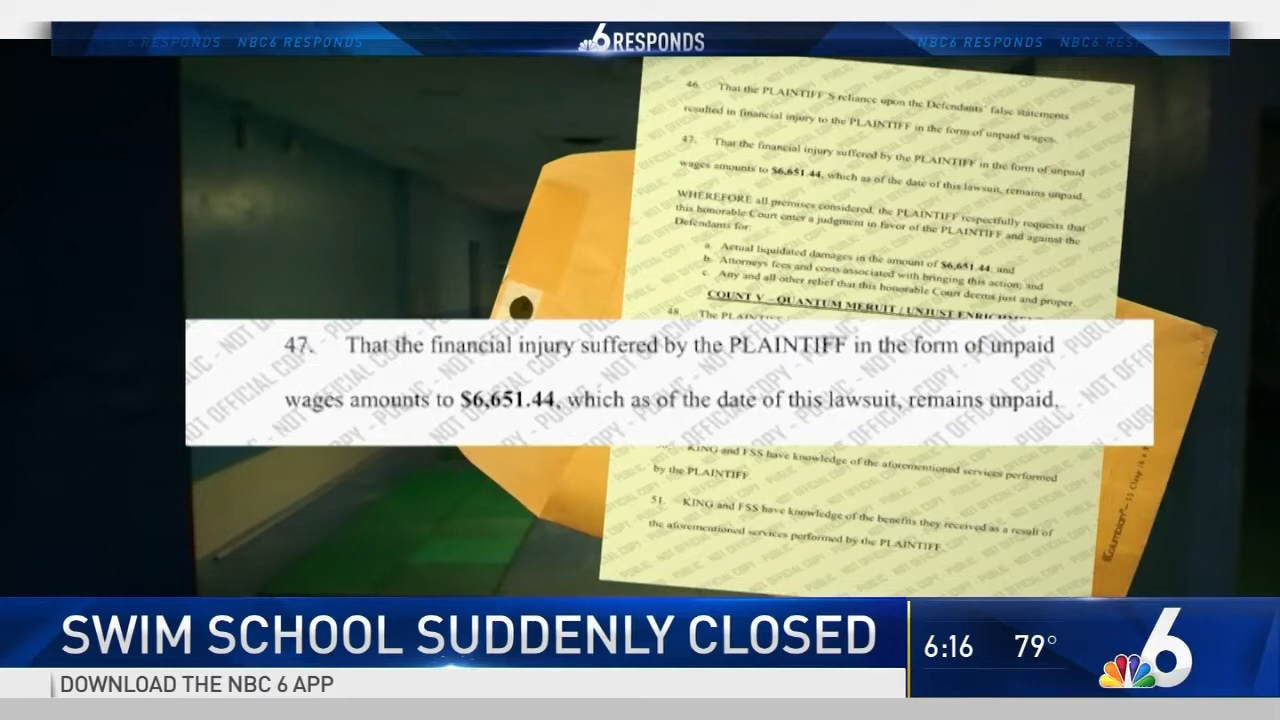 NBC6 RESPONDS
6 RESPONDS
NBC6 RESPONDS
46. That the PLAINTIFF'S reliance upon the Defendants' false statements
resulted in financial injury to the PLAINTIFF in the form of unpaid wages.
47. That the financial injury suffered by the PLAINTIFF in the form of unpaid
wages amounts to $6,651.44, which as of the date of this lawsuit, remains unpaid.
WHEREFORE all premises considered, the PLAINTIFF respectfully requests that
this honorable Court enter a judgment in favor of the PLAINTIFF and against the
Defendants for:
a. Actual liquidated damages in the amount of $6,651.44; and
b. Attorneys fees and costs associated with bringing this action; and
c. Any and all other relief that this honorable Court deems just and proper.
COUNT V – QUANTUM MERUIT / UNJUST
48. The
47. That the financial injury suffered by the PLAINTIFF in the form of unpaid
wages amounts to $6,651.44, which as of the date of this lawsuit, remains unpaid.
KING and FSS have knowledge of the aforementioned services performed
by the PLAINTIFF
51. KING and FSS have knowledge of the benefits they received as a result of
the aforementioned services performed by the PLAINTIFF
SWIM SCHOOL SUDDENLY CLOSED
6:16 79°
6
DOWNLOAD THE NBC 6 APP